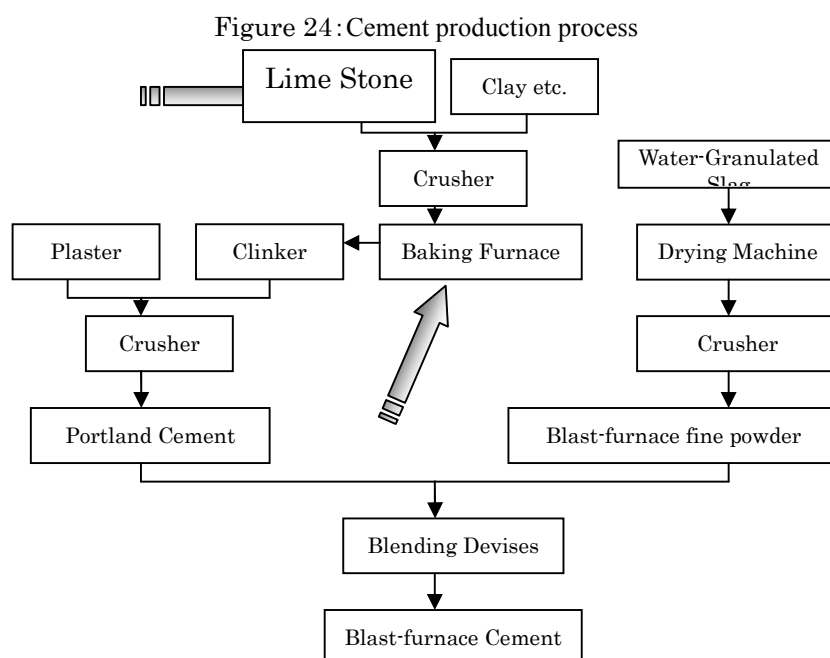 Figure 24: Cement production process
Lime Stone
Clay etc.
Crusher
Water-Granulated
Slag
Plaster
Clinker
Baking Furnace
Drying Machine
Crusher
Crusher
Portland Cement
Blast-furnace fine powder
Blending Devises
Blast-furnace Cement